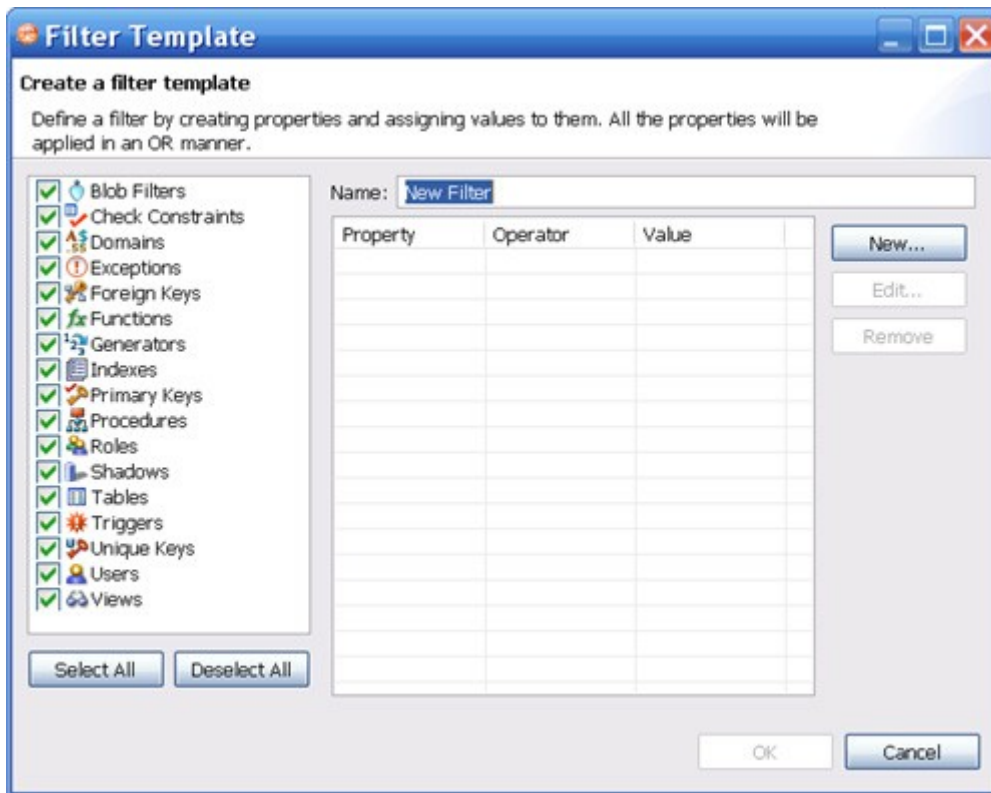 Filter Template
Create a filter template
Define a filter by creating properties and assigning values to them. All the properties will be
applied in an OR manner.
Blob Filters
Check Constraints
Domains
Exceptions
Foreign Keys
Functions
Generators
Indexes
Primary Keys
Procedures
Roles
Shadows
Tables
Triggers
Unique Keys
Users
Views
Select All Deselect All
Name: New Filter
Property Operator Value
New...
Edit...
Remove
OK Cancel